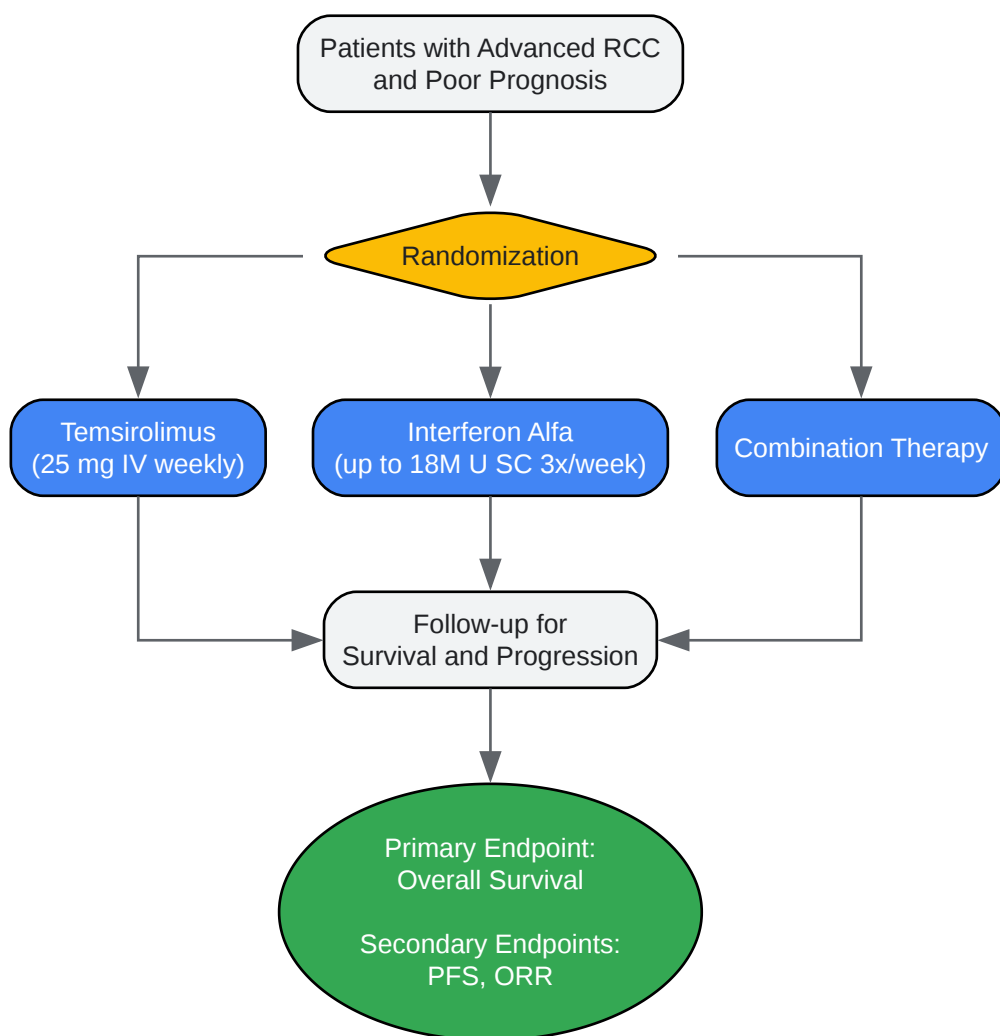 Patients with Advanced RCC
and Poor Prognosis
Randomization
Temsirolimus
(25 mg IV weekly)
Interferon Alfa
(up to 18M U SC 3x/week)
Combination Therapy
Follow-up for
Survival and Progression
Primary Endpoint:
Overall Survival
Secondary Endpoints:
PFS, ORR